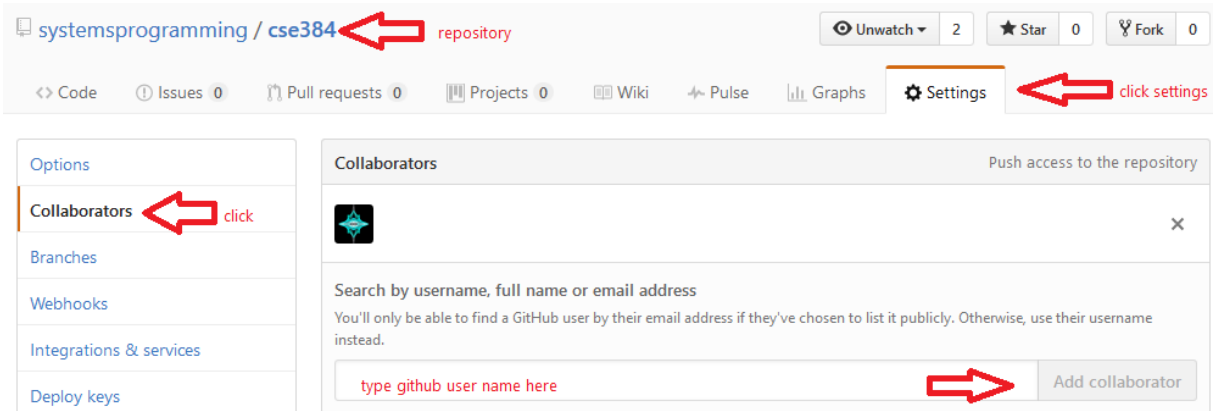 systemsprogramming / cse384 repository Unwatch 2 Star 0 Fork 0
Code Issues 0 Pull requests 0 Projects 0 Wiki Pulse Graphs Settings click settings
Options
Collaborators click
Branches
Webhooks
Integrations & services
Deploy keys
Collaborators Push access to the repository
Search by username, full name or email address
You'll only be able to find a GitHub user by their email address if they've chosen to list it publicly. Otherwise, use their username
instead.
type github user name here Add collaborator